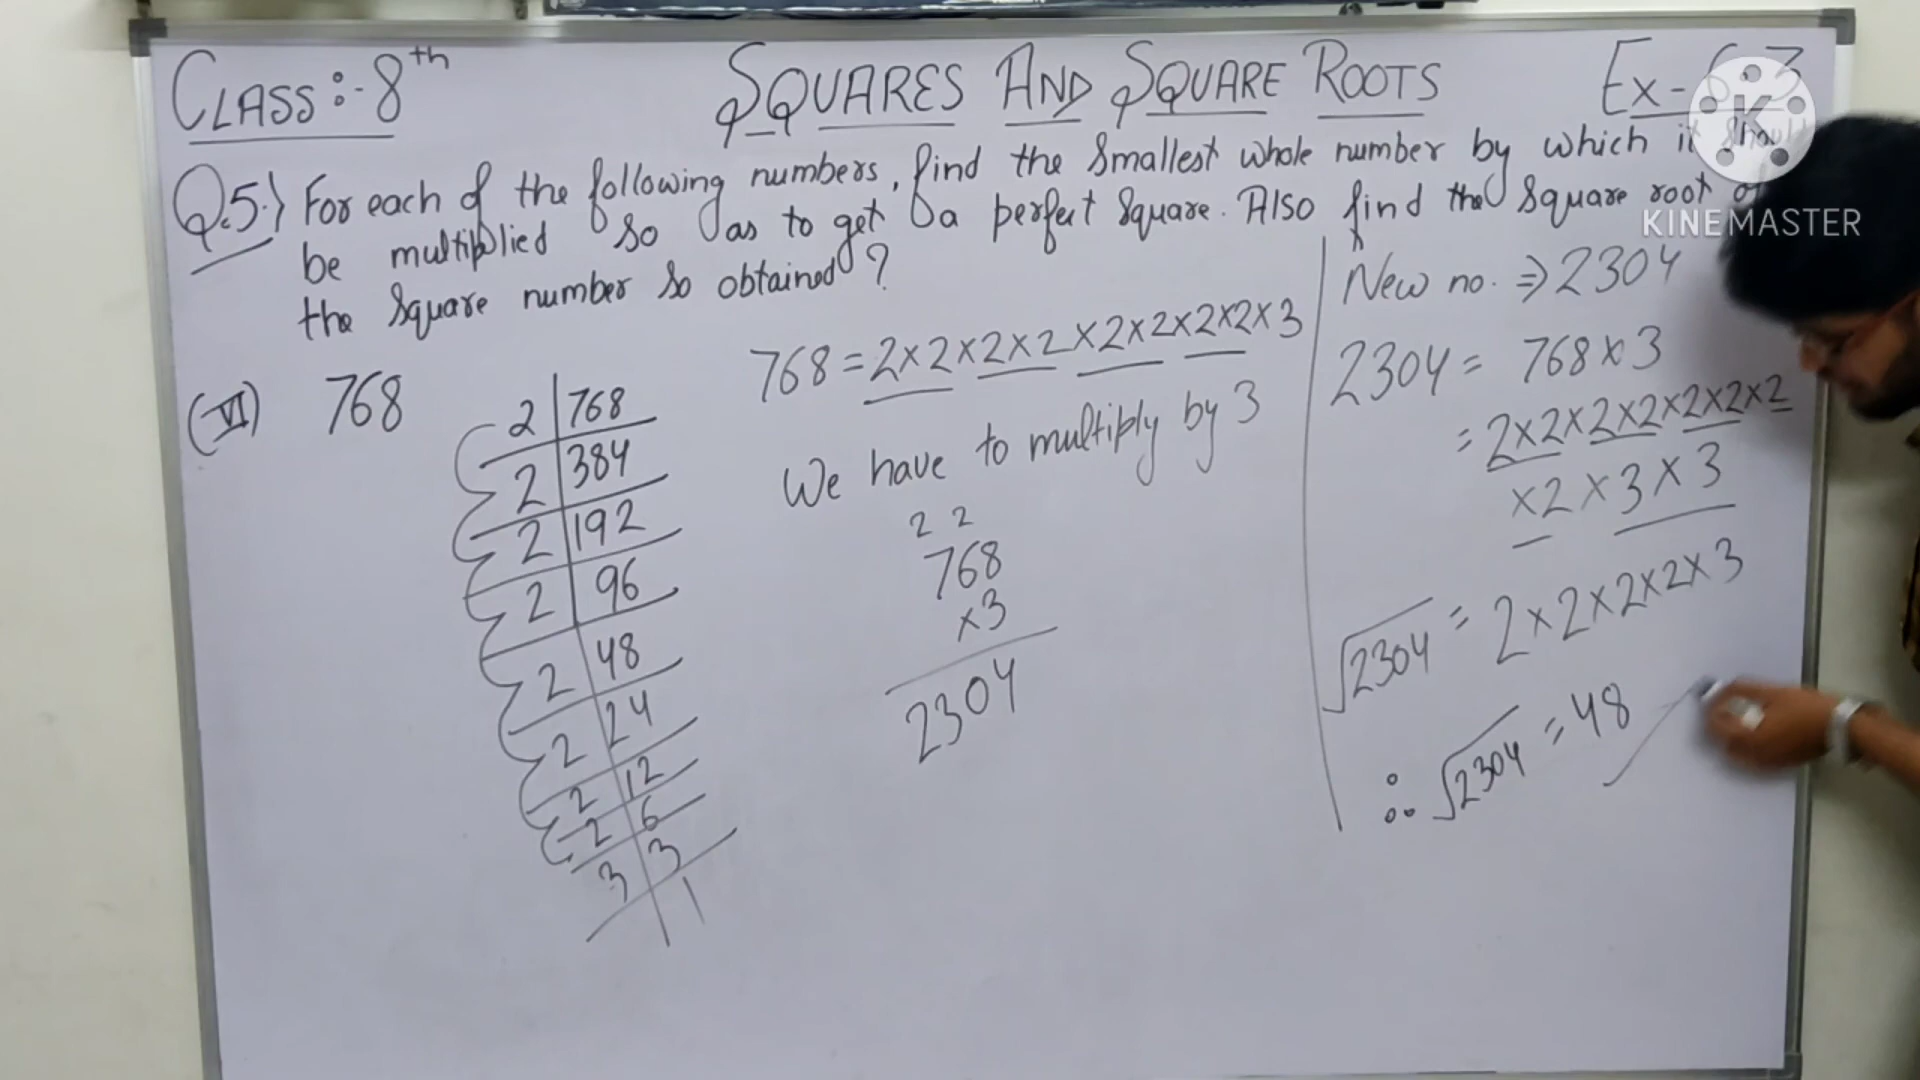 CLASS:- 8th
SQUARES AND SQUARE ROOTS
Ex-6.3
Q.5.) For each of the following numbers, find the smallest whole number by which it should
be multiplied so as to get a perfect square. Also find the square root of
the square number so obtained?
(VI) 768
2 | 768
2 | 384
2 | 192
2 | 96
2 | 48
2 | 24
2 | 12
2 | 6
3 | 3
1
768 = 2×2×2×2×2×2×2×2×3
We have to multiply by 3
2 2
768
×3
2304
New no. ⇒ 2304
2304 = 768×3
= 2×2×2×2×2×2×2
×2×3×3
√2304 = 2×2×2×2×3
∴ √2304 = 48
K
KINEMASTER